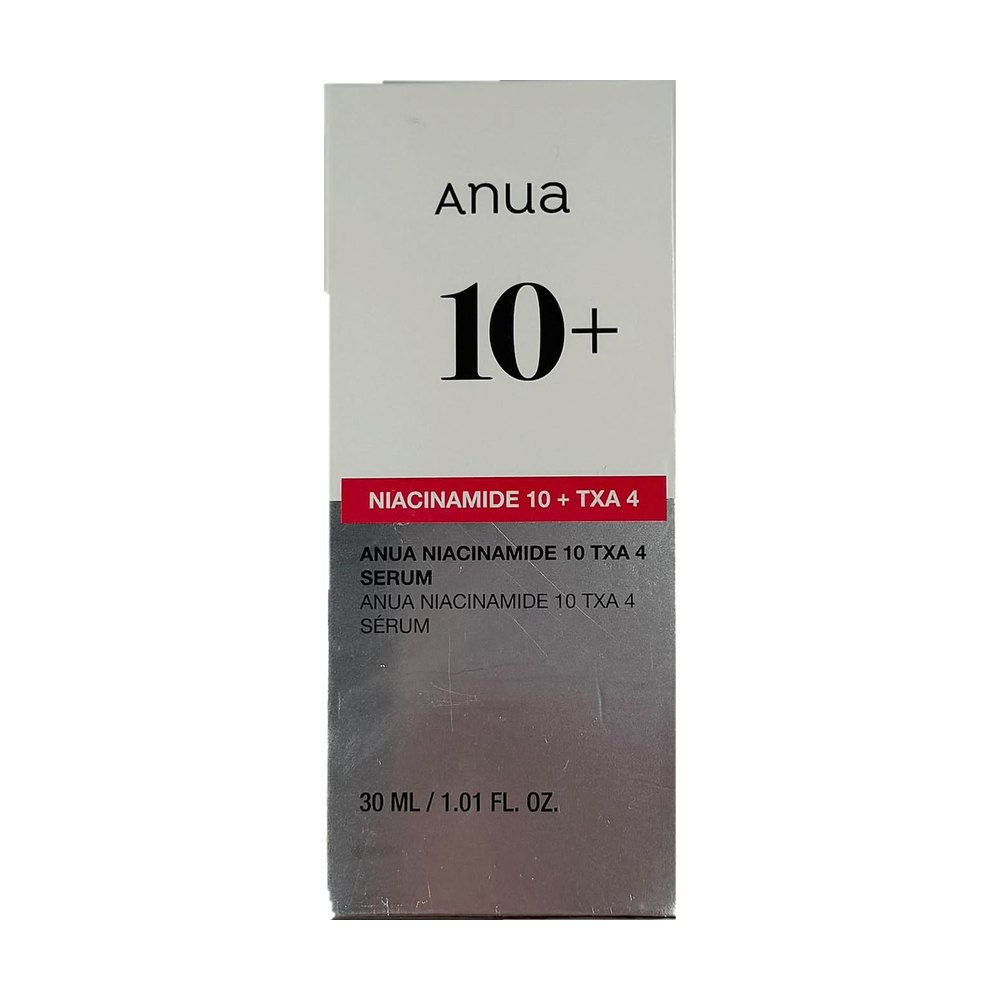 Anua
10+
NIACINAMIDE 10 + TXA 4
ANUA NIACINAMIDE 10 TXA 4
SERUM
ANUA NIACINAMIDE 10 TXA 4
SÉRUM
30 ML / 1.01 FL. OZ.